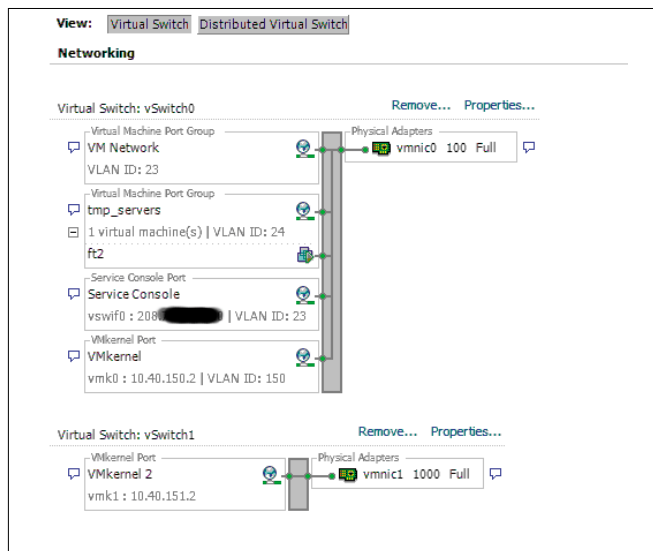 View: Virtual Switch Distributed Virtual Switch
Networking
Virtual Switch: vSwitch0 Remove... Properties...
Virtual Machine Port Group
VM Network
VLAN ID: 23
Physical Adapters
vmnic0 100 Full
Virtual Machine Port Group
tmp_servers
1 virtual machine(s) | VLAN ID: 24
ft2
Service Console Port
Service Console
vswif0 : 208 | VLAN ID: 23
VMkernel Port
VMkernel
vmk0 : 10.40.150.2 | VLAN ID: 150
Virtual Switch: vSwitch1 Remove... Properties...
VMkernel Port
VMkernel 2
vmk1 : 10.40.151.2
Physical Adapters
vmnic1 1000 Full